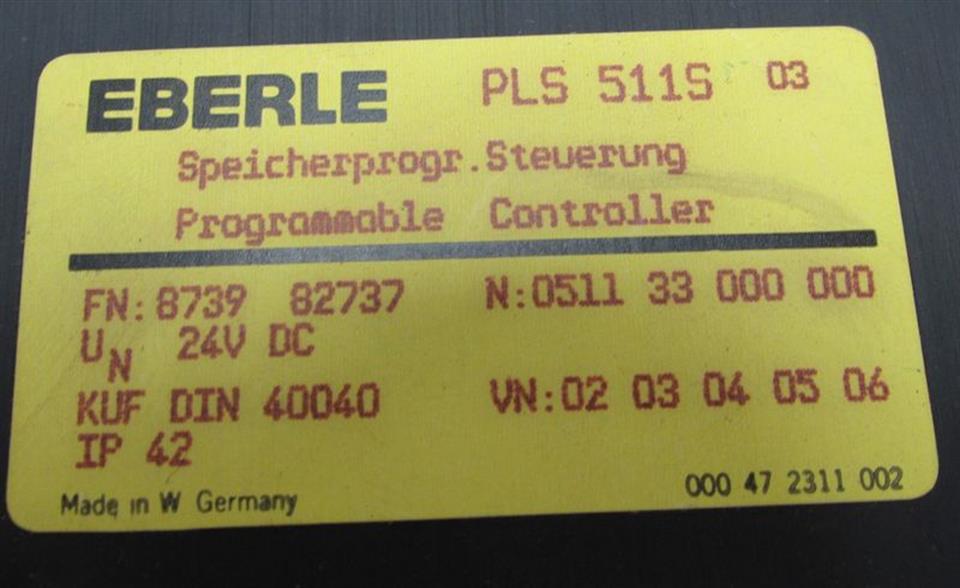 EBERLE PLS 511S 03
Speicherprogr.Steuerung
Programmable Controller
FN:8739 82737 N:0511 33 000 000
UN 24V DC
KUF DIN 40040 VN:02 03 04 05 06
IP 42
Made in W Germany 000 47 2311 002